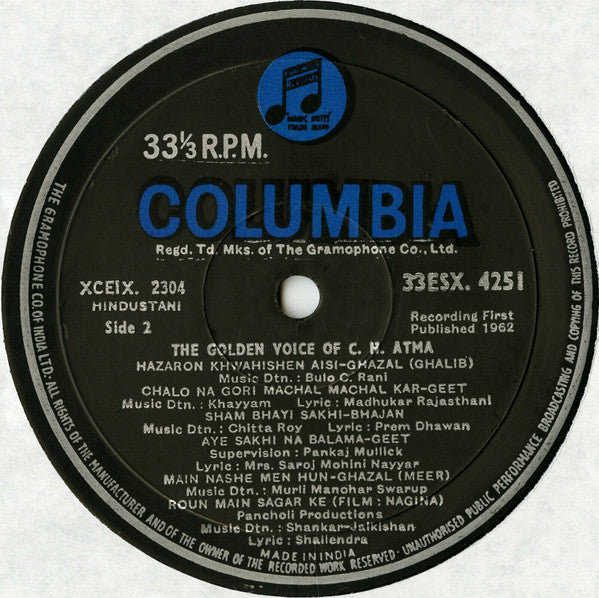 Columbia
Records
MAGIC NOTES
TRADE MARK
33⅓ R.P.M.
COLUMBIA
Regd. Td. Mks. of The Gramophone Co., Ltd.
XCEIX. 2304
33ESX. 4251
HINDUSTANI
Side 2
Recording First
Published 1962
THE GOLDEN VOICE OF C. H. ATMA
HAZARON KHWAHISHEN AISI-GHAZAL (GHALIB)
Music Dtn. : Bulo C. Rani
CHALO NA GORI MACHAL MACHAL KAR-GEET
Music Dtn. : Khayyam Lyric : Madhukar Rajasthani
SHAM BHAYI SAKHI-BHAJAN
Music Dtn. : Chitta Roy Lyric : Prem Dhawan
AYE SAKHI NA BALAMA-GEET
Supervision : Pankaj Mullick
Lyric : Mrs. Saroj Mohini Nayyar
MAIN NASHE MEN HUN-GHAZAL (MEER)
Music Dtn. : Murli Manohar Swarup
ROUN MAIN SAGAR KE (FILM : NAGINA)
Pancholi Productions
Music Dtn. : Shankar-Jaikishan
Lyric : Shailendra
MADE IN INDIA
THE GRAMOPHONE CO. OF INDIA LTD: ALL RIGHTS OF THE MANUFACTURER AND OF THE OWNER OF THE RECORDED WORK RESERVED · UNAUTHORISED PUBLIC PERFORMANCE BROADCASTING AND COPYING OF THIS RECORD PROHIBITED